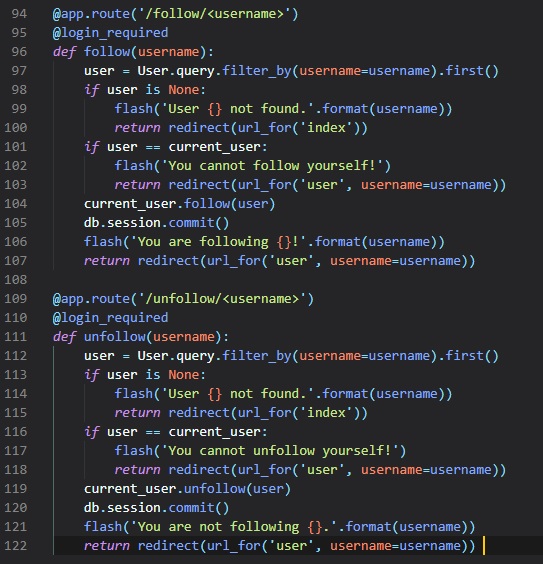 94 @app.route('/follow/<username>')
95 @login_required
96 def follow(username):
97     user = User.query.filter_by(username=username).first()
98     if user is None:
99         flash('User {} not found.'.format(username))
100         return redirect(url_for('index'))
101     if user == current_user:
102         flash('You cannot follow yourself!')
103         return redirect(url_for('user', username=username))
104     current_user.follow(user)
105     db.session.commit()
106     flash('You are following {}!'.format(username))
107     return redirect(url_for('user', username=username))
108
109 @app.route('/unfollow/<username>')
110 @login_required
111 def unfollow(username):
112     user = User.query.filter_by(username=username).first()
113     if user is None:
114         flash('User {} not found.'.format(username))
115         return redirect(url_for('index'))
116     if user == current_user:
117         flash('You cannot unfollow yourself!')
118         return redirect(url_for('user', username=username))
119     current_user.unfollow(user)
120     db.session.commit()
121     flash('You are not following {}.'.format(username))
122     return redirect(url_for('user', username=username))